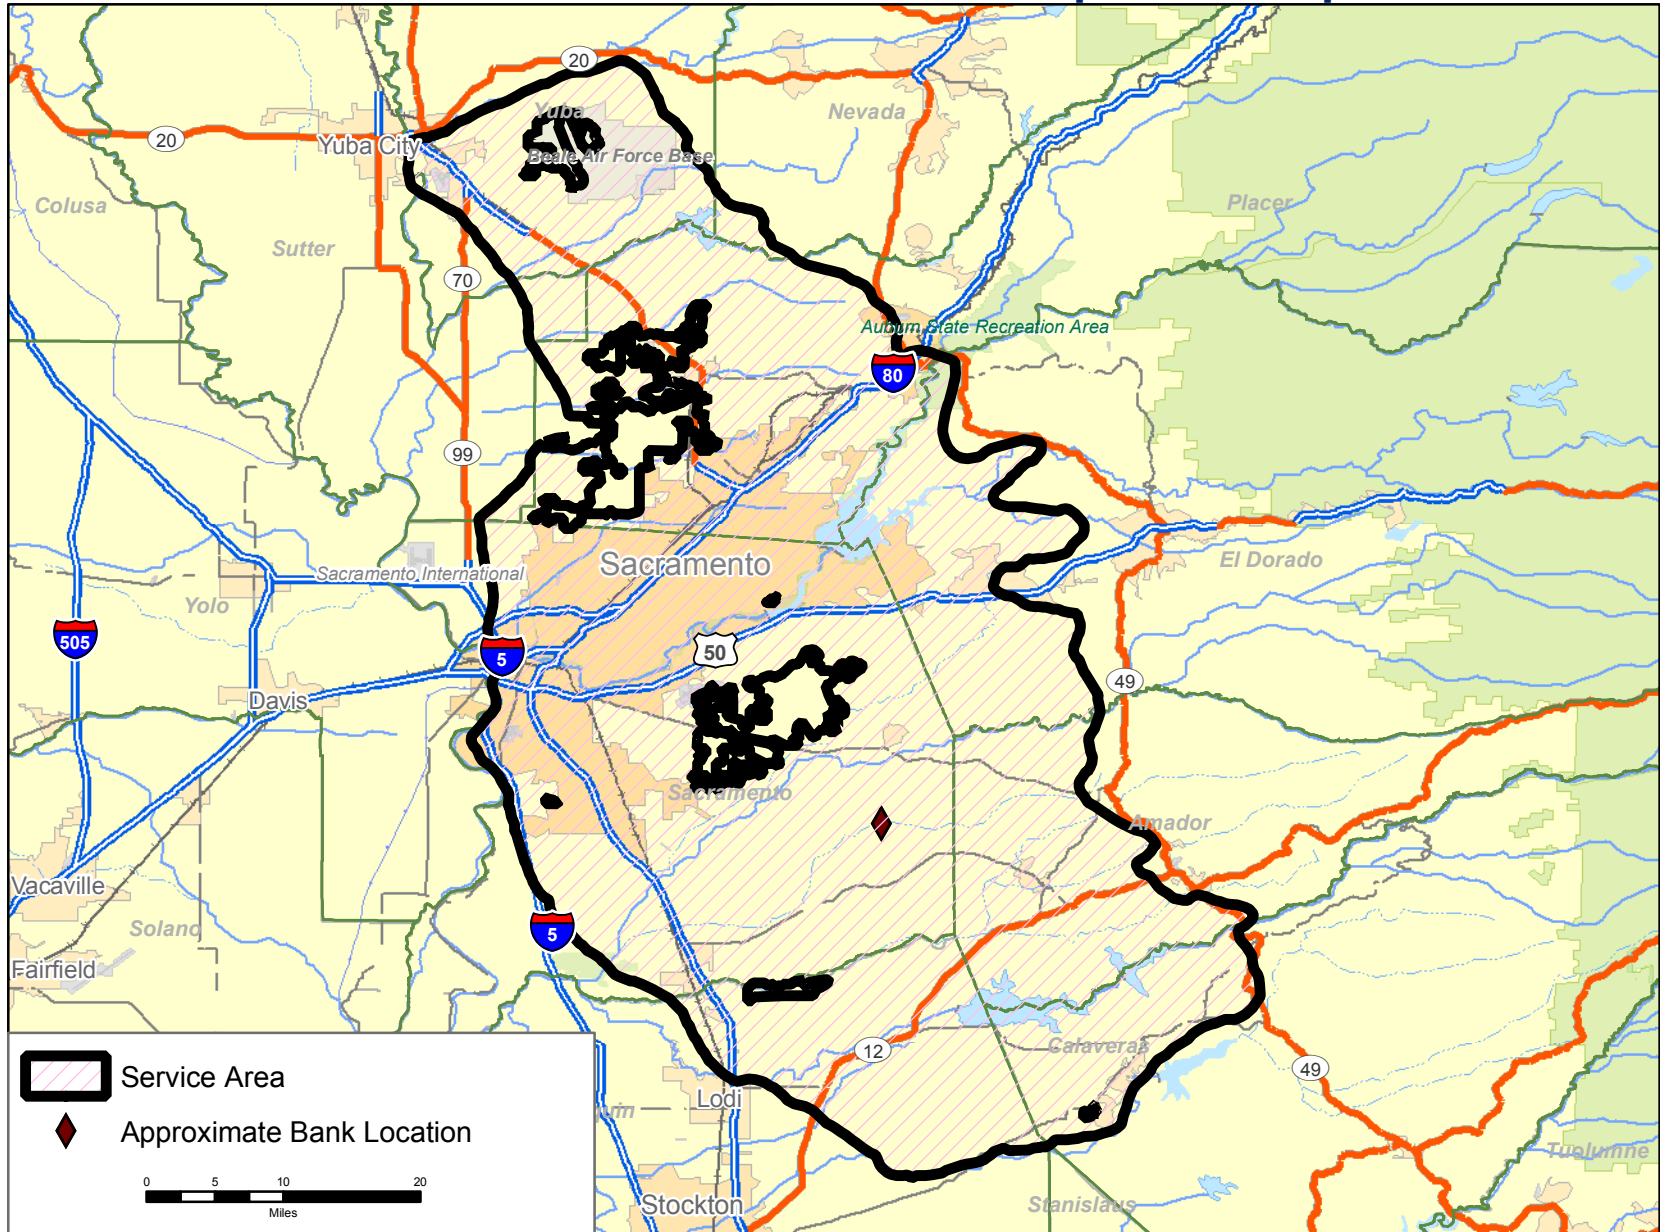 20
Yuba
Nevada
20
Yuba City
Beale Air Force Base
Colusa
Placer
Sutter
70
Auburn State Recreation Area
80
99
Sacramento
El Dorado
Sacramento International
Yolo
505
5
50
49
Davis
Sacramento
Amador
Vacaville
Solano
5
Fairfield
Calaveras
12
49
Service Area
Lodi
Approximate Bank Location
Tuolumne
0 5 10 20
Miles
Stockton
Stanislaus